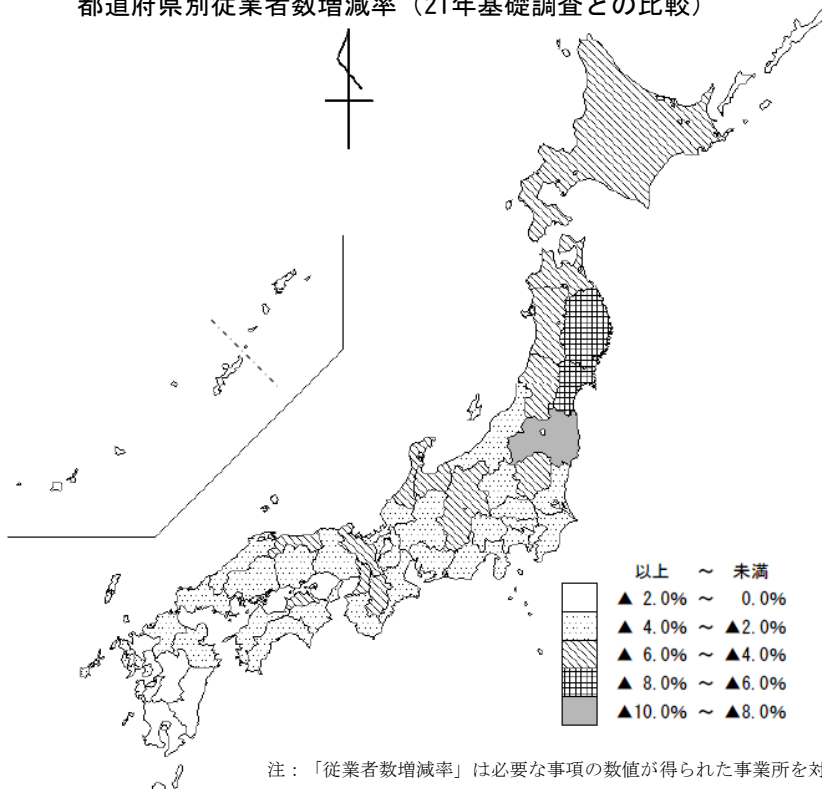 都道府県別従業者数増減率（21年基礎調査との比較）
以上 ～ 未満
▲ 2.0% ～ 0.0%
▲ 4.0% ～ ▲2.0%
▲ 6.0% ～ ▲4.0%
▲ 8.0% ～ ▲6.0%
▲10.0% ～ ▲8.0%
注：「従業者数増減率」は必要な事項の数値が得られた事業所を対